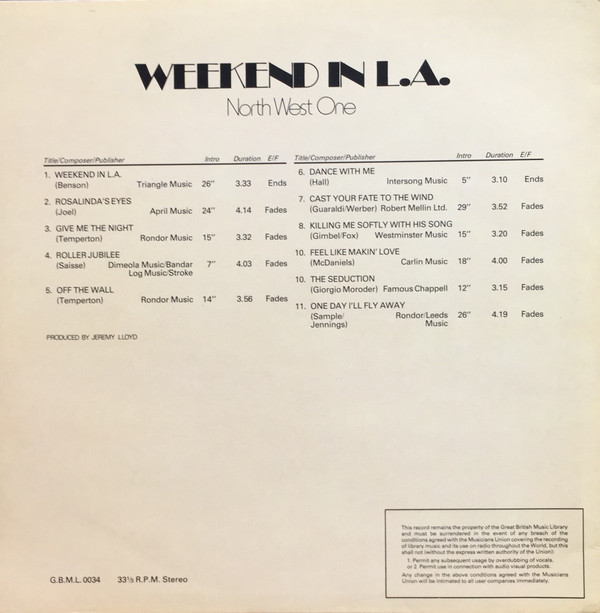 WEEKEND IN L.A.
North West One
Title/Composer/Publisher Intro Duration E/F
1. WEEKEND IN L.A.
(Benson) Triangle Music 26" 3.33 Ends
2. ROSALINDA'S EYES
(Joel) April Music 24" 4.14 Fades
3. GIVE ME THE NIGHT
(Temperton) Rondor Music 15" 3.32 Fades
4. ROLLER JUBILEE
(Saisse) Dimeola Music/Bandar 7" 4.03 Fades
Log Music/Stroke
5. OFF THE WALL
(Temperton) Rondor Music 14" 3.56 Fades
PRODUCED BY JEREMY LLOYD
Title/Composer/Publisher Intro Duration E/F
6. DANCE WITH ME
(Hall) Intersong Music 5" 3.10 Ends
7. CAST YOUR FATE TO THE WIND
(Guaraldi/Werber) Robert Mellin Ltd. 29" 3.52 Fades
8. KILLING ME SOFTLY WITH HIS SONG
(Gimbel/Fox) Westminster Music 15" 3.20 Fades
10. FEEL LIKE MAKIN' LOVE
(McDaniels) Carlin Music 18" 4.00 Fades
10. THE SEDUCTION
(Giorgio Moroder) Famous Chappell 12" 3.15 Fades
11. ONE DAY I'LL FLY AWAY
(Sample/ Rondor/Leeds 26" 4.19 Fades
Jennings) Music
This record remains the property of the Great British Music Library
and must be surrendered in the event of any breach of the
conditions agreed with the Musicians Union covering the recording
of library music and its use on radio throughout the World, but this
shall not (without the express written authority of the Union):
1. Permit any subsequent usage by overdubbing of vocals.
or 2. Permit use in connection with audio visual products.
Any change in the above conditions agreed with the Musicians
Union will be intimated to all user companies immediately.
G.B.M.L. 0034 33⅓ R.P.M. Stereo